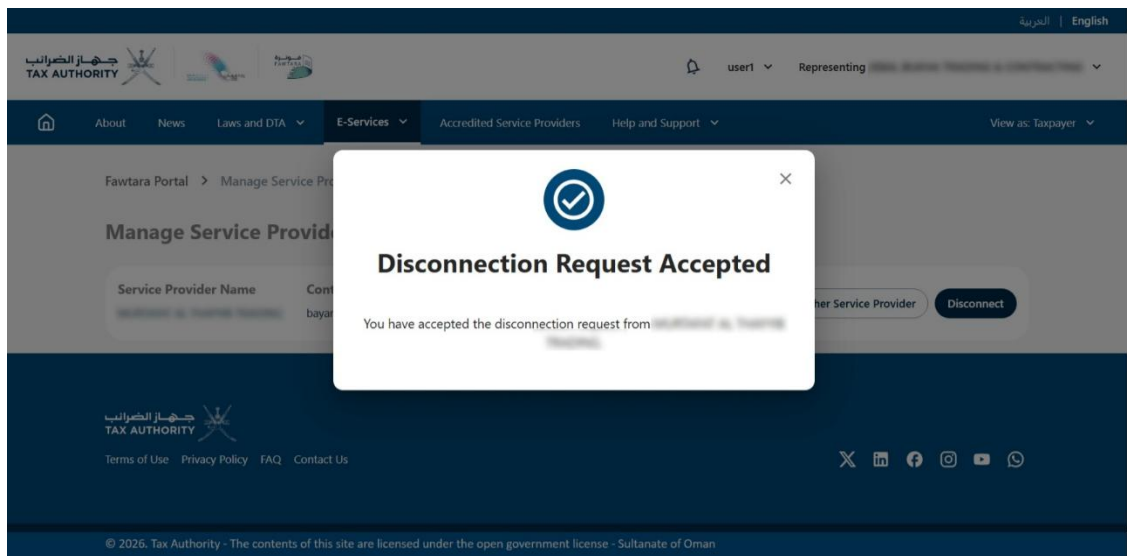 العربية | English
جهاز الضرائب
TAX AUTHORITY
فوترة
user1
Representing
About News Laws and DTA E-Services Accredited Service Providers Help and Support View as: Taxpayer
Fawtara Portal > Manage Service Pro
Manage Service Provid
Service Provider Name Cont
bayan
her Service Provider Disconnect
Disconnection Request Accepted
You have accepted the disconnection request from
جهاز الضرائب
TAX AUTHORITY
Terms of Use Privacy Policy FAQ Contact Us
© 2026. Tax Authority - The contents of this site are licensed under the open government license - Sultanate of Oman